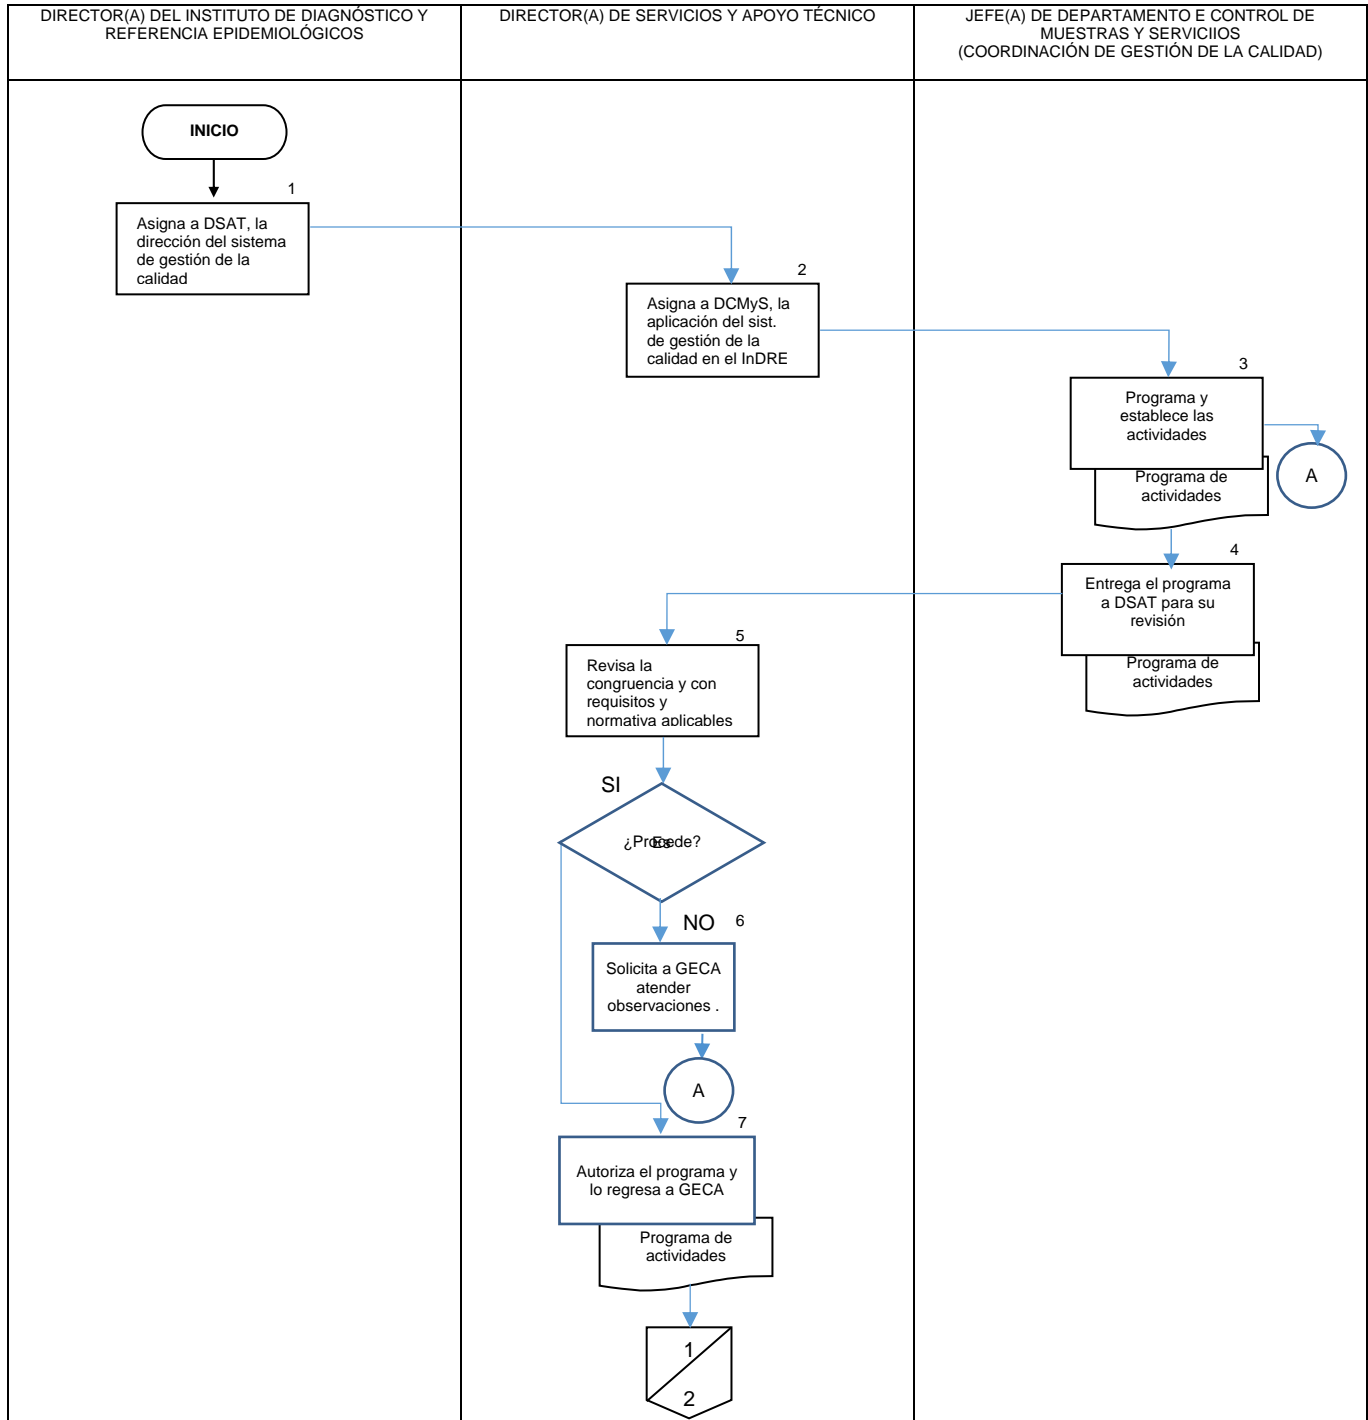 DIRECTOR(A) DEL INSTITUTO DE DIAGNÓSTICO Y
REFERENCIA EPIDEMIOLÓGICOS
DIRECTOR(A) DE SERVICIOS Y APOYO TÉCNICO
JEFE(A) DE DEPARTAMENTO E CONTROL DE
MUESTRAS Y SERVICIIOS
(COORDINACIÓN DE GESTIÓN DE LA CALIDAD)
INICIO
1
Asigna a DSAT, la
dirección del sistema
de gestión de la
calidad
2
Asigna a DCMyS, la
aplicación del sist.
de gestión de la
calidad en el InDRE
3
Programa y
establece las
actividades
Programa de
actividades
A
4
Entrega el programa
a DSAT para su
revisión
Programa de
actividades
5
Revisa la
congruencia y con
requisitos y
normativa aplicables
SI
¿Procede?
Es
NO
6
Solicita a GECA
atender
observaciones .
A
7
Autoriza el programa y
lo regresa a GECA
Programa de
actividades
1
2